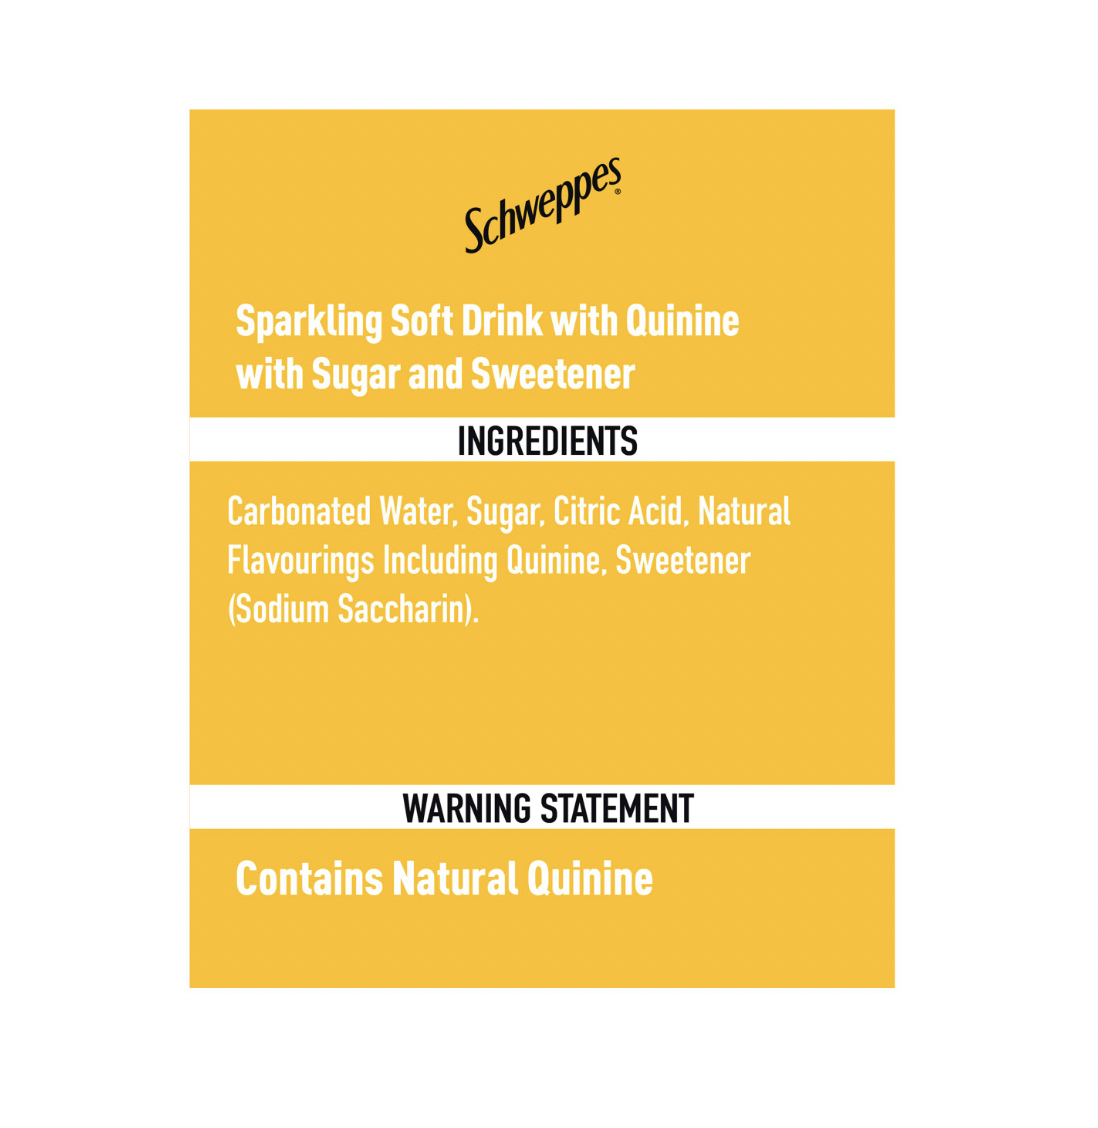 Schweppes®
Sparkling Soft Drink with Quinine
with Sugar and Sweetener
INGREDIENTS
Carbonated Water, Sugar, Citric Acid, Natural
Flavourings Including Quinine, Sweetener
(Sodium Saccharin).
WARNING STATEMENT
Contains Natural Quinine